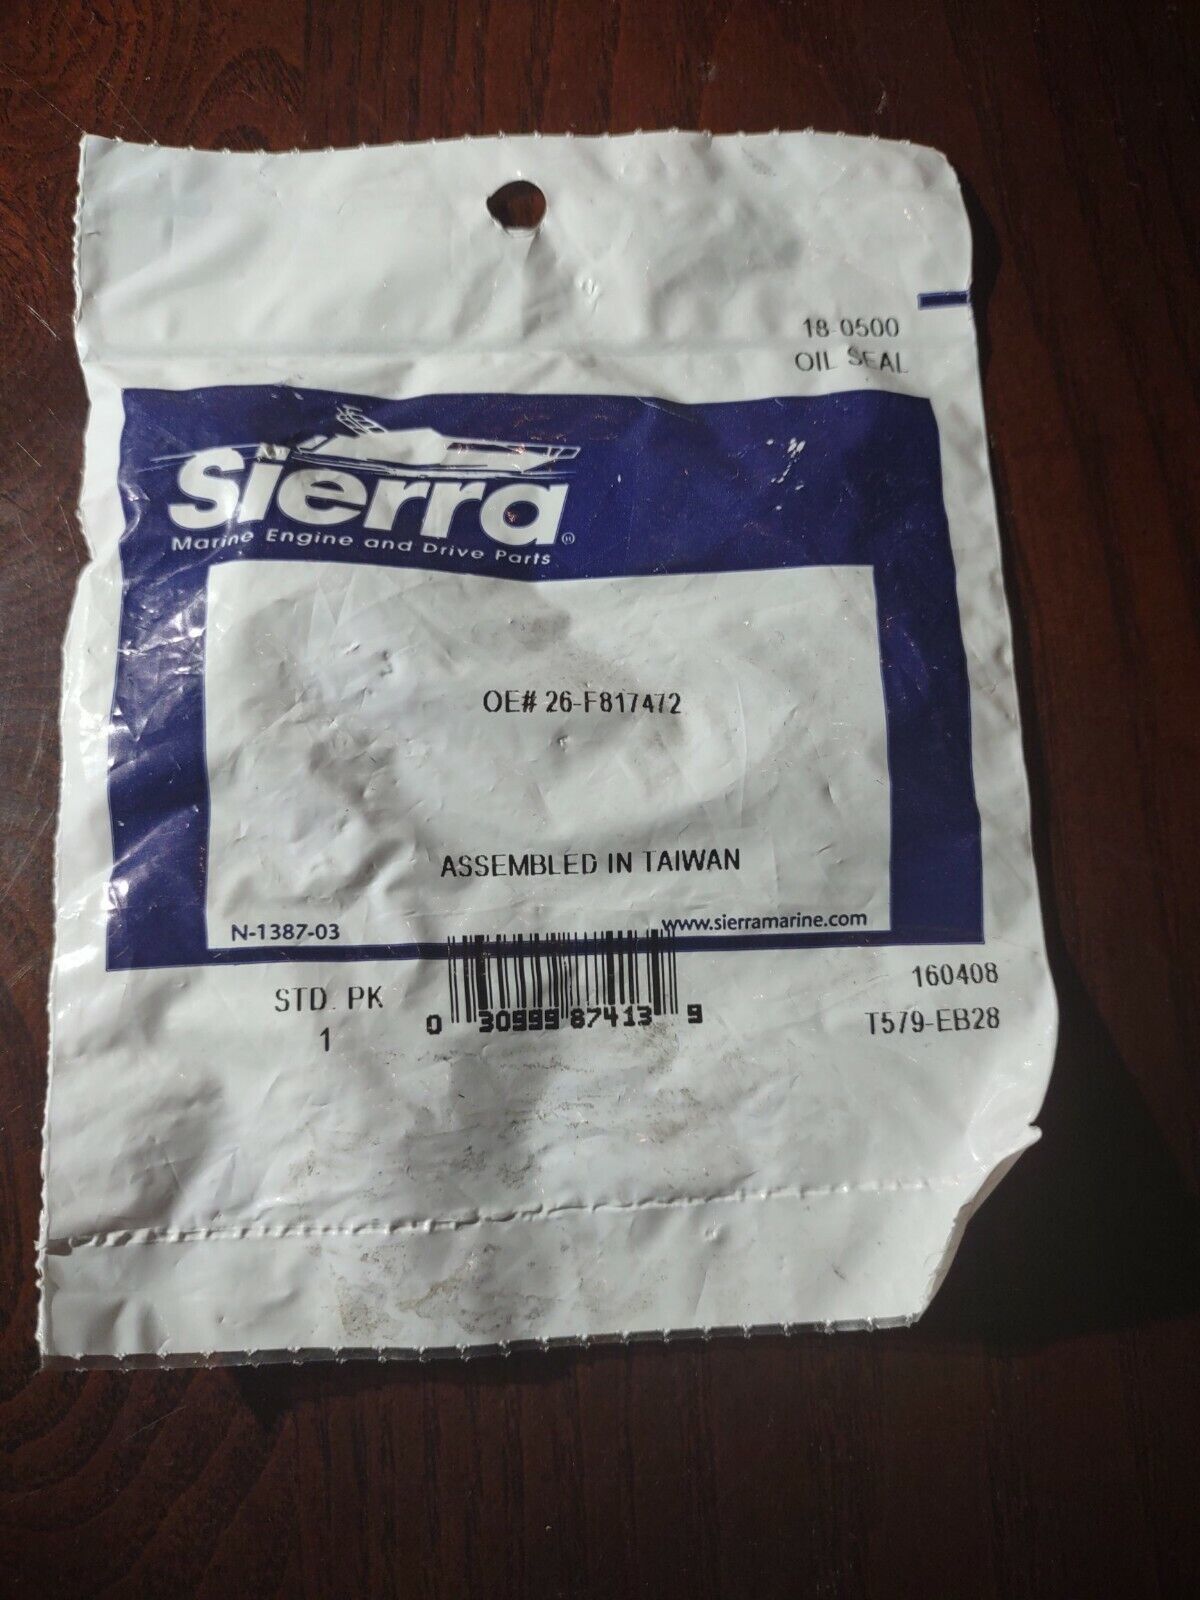 18-0500
OIL SEAL
Sierra®
Marine Engine and Drive Parts
OE# 26-F817472
ASSEMBLED IN TAIWAN
N-1387-03
www.sierramarine.com
STD. PK
1
0 30999 87413 9
160408
T579-EB28